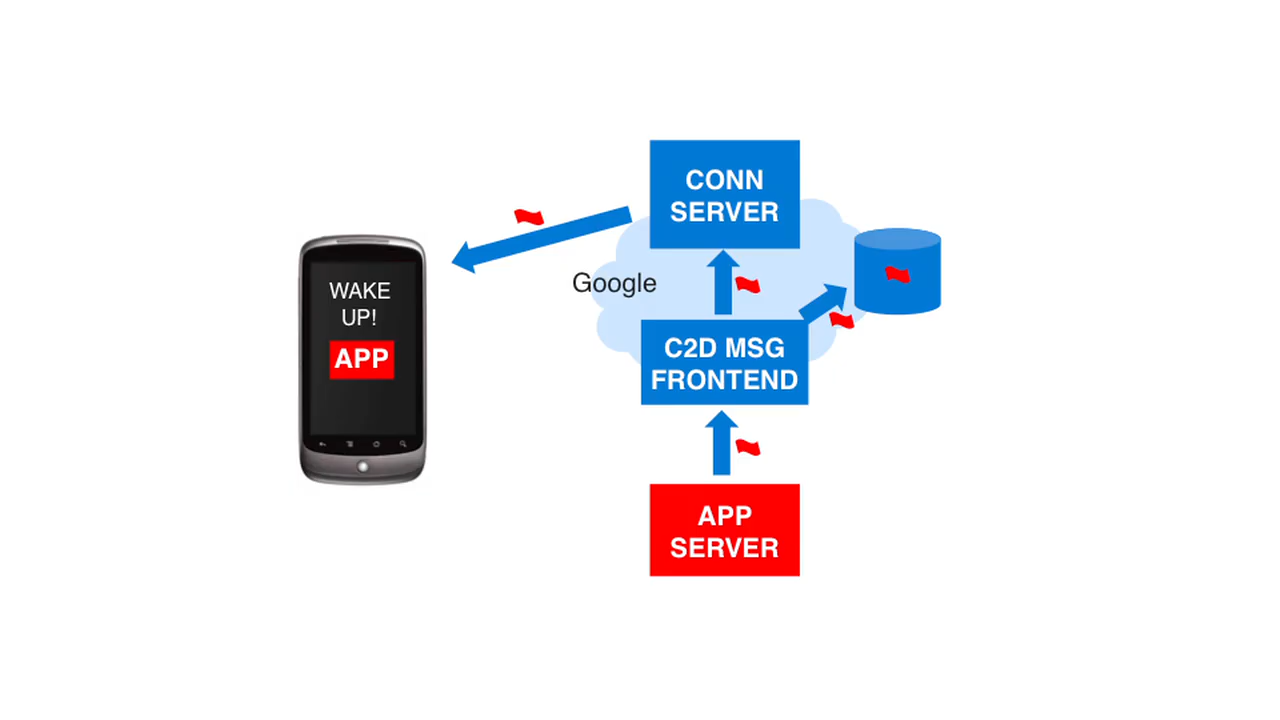 CONN
SERVER
Google
WAKE
UP!
APP
C2D MSG
FRONTEND
APP
SERVER